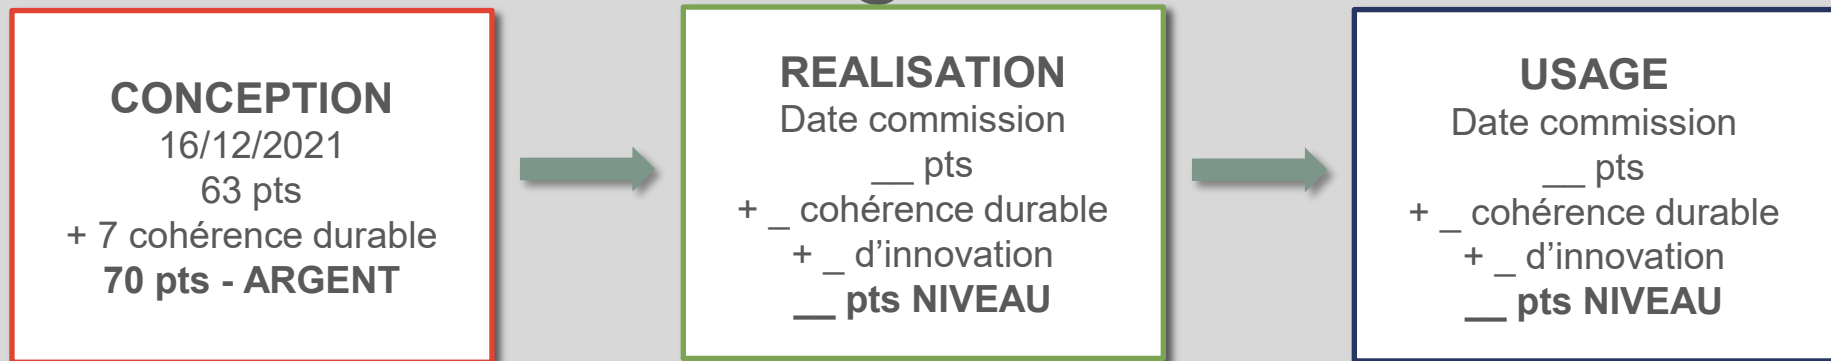 CONCEPTION
16/12/2021
63 pts
+ 7 cohérence durable
70 pts - ARGENT
REALISATION
Date commission
__ pts
+ _ cohérence durable
+ _ d’innovation
__ pts NIVEAU
USAGE
Date commission
__ pts
+ _ cohérence durable
+ _ d’innovation
__ pts NIVEAU